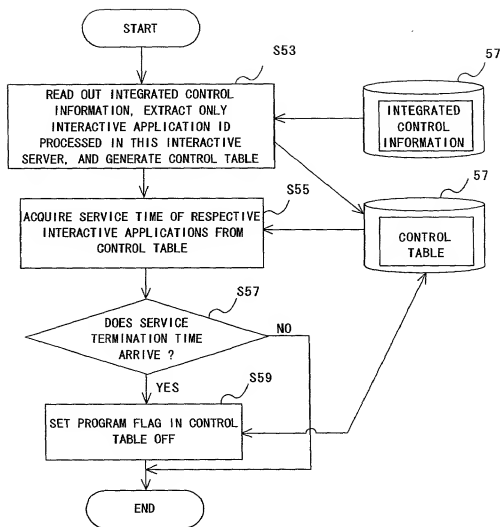 START
S53
57
READ OUT INTEGRATED CONTROL
INFORMATION, EXTRACT ONLY
INTERACTIVE APPLICATION ID
PROCESSED IN THIS INTERACTIVE
SERVER, AND GENERATE CONTROL TABLE
INTEGRATED
CONTROL
INFORMATION
S55
57
ACQUIRE SERVICE TIME OF RESPECTIVE
INTERACTIVE APPLICATIONS FROM
CONTROL TABLE
CONTROL
TABLE
S57
DOES SERVICE
TERMINATION TIME
ARRIVE ?
NO
YES
S59
SET PROGRAM FLAG IN CONTROL
TABLE OFF
END